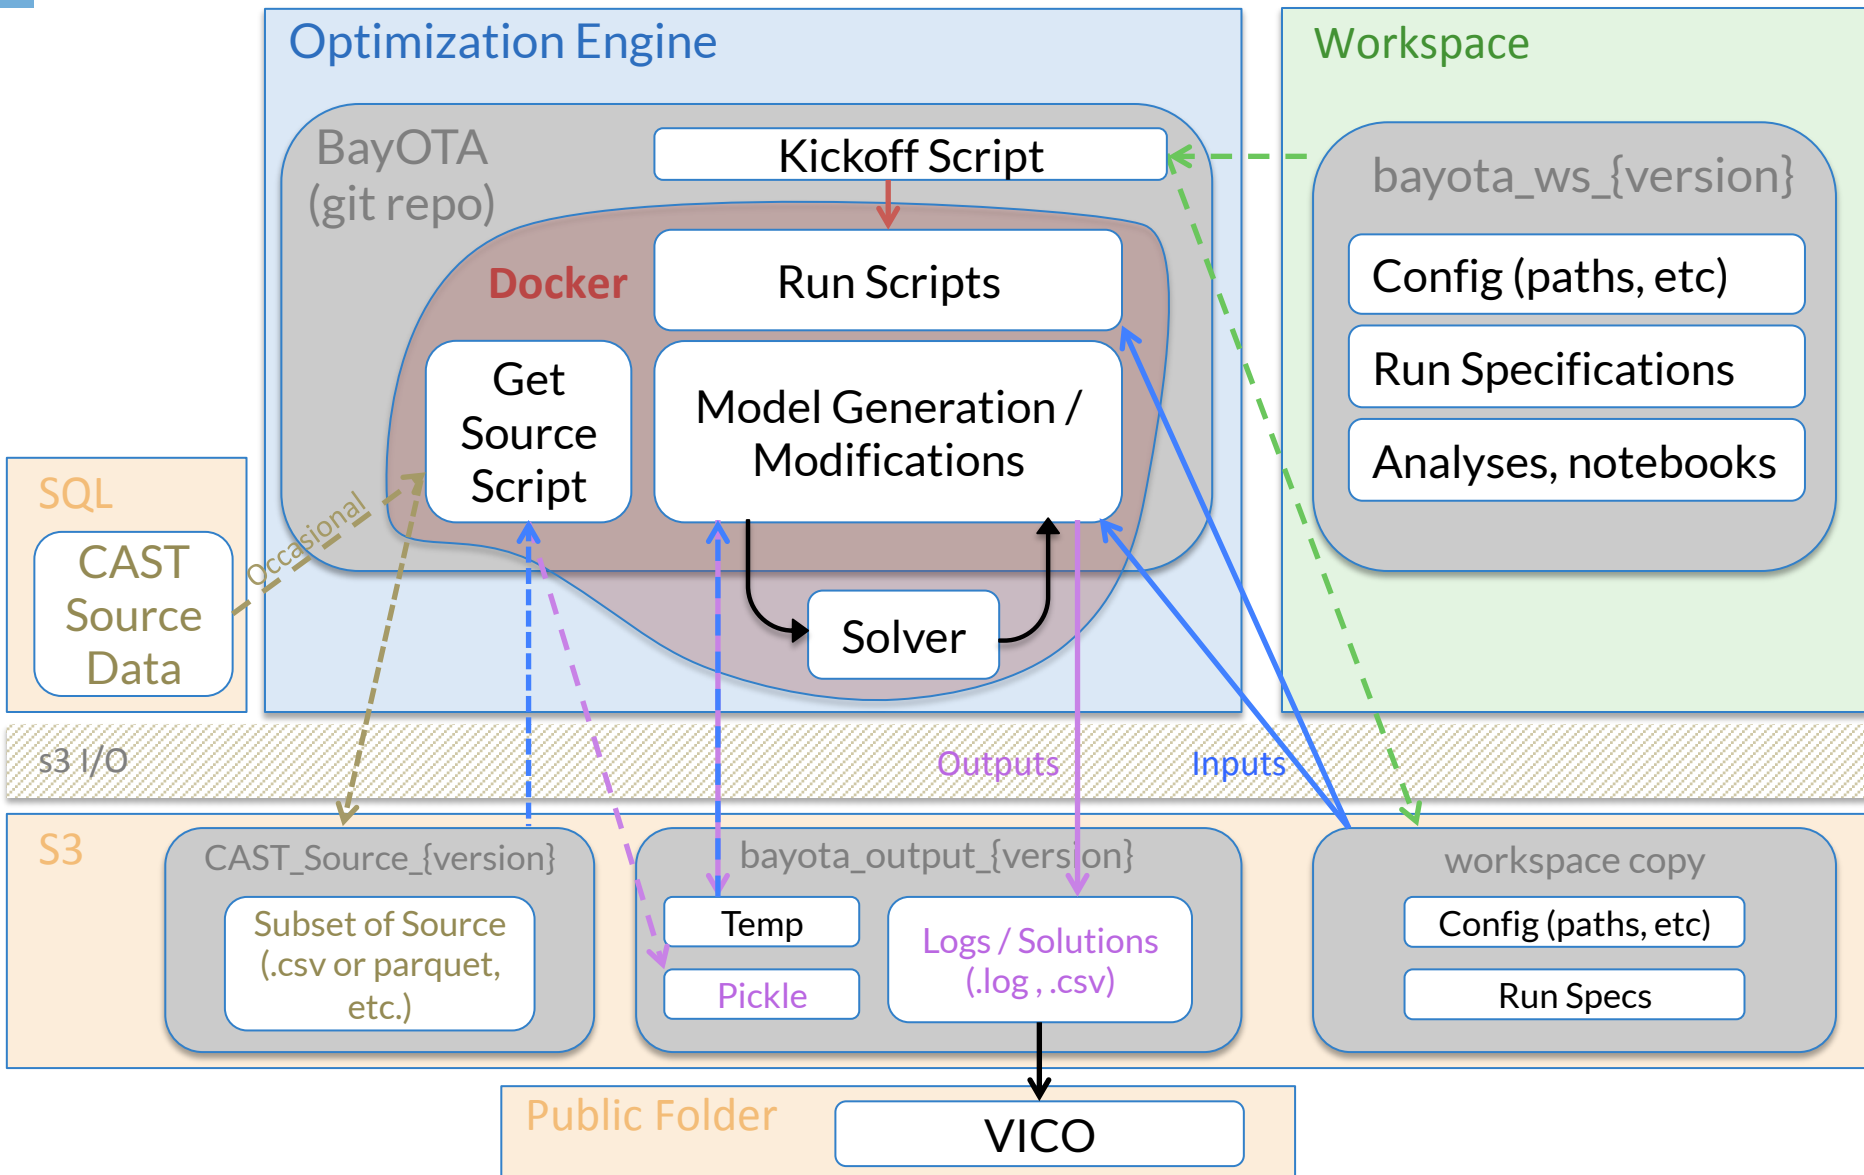 Optimization Engine
Workspace
BayOTA
(git repo)
Kickoff Script
bayota_ws_{version}
Docker
Run Scripts
Config (paths, etc)
Get
Source
Script
Model Generation /
Modifications
Run Specifications
Analyses, notebooks
SQL
CAST
Source
Data
Occasional
Solver
s3 I/O
Outputs
Inputs
S3
CAST_Source_{version}
Subset of Source
(.csv or parquet,
etc.)
bayota_output_{version}
Temp
Pickle
Logs / Solutions
(.log , .csv)
workspace copy
Config (paths, etc)
Run Specs
Public Folder
VICO